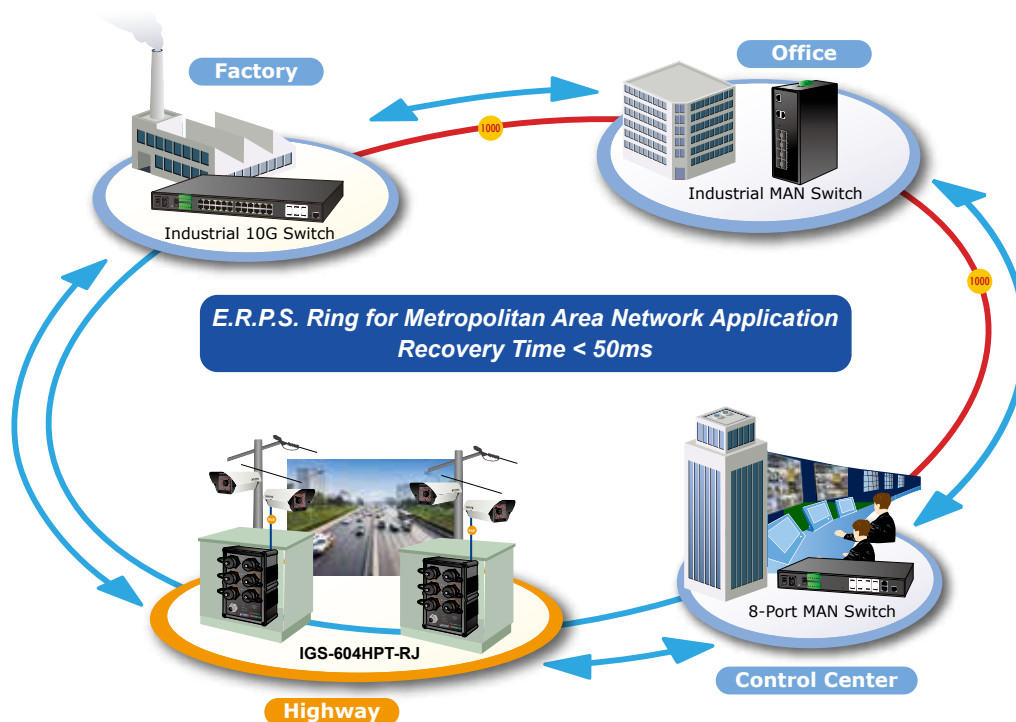 Factory
Office
1000
Industrial MAN Switch
Industrial 10G Switch
1000
E.R.P.S. Ring for Metropolitan Area Network Application
Recovery Time < 50ms
8-Port MAN Switch
IGS-604HPT-RJ
Control Center
Highway